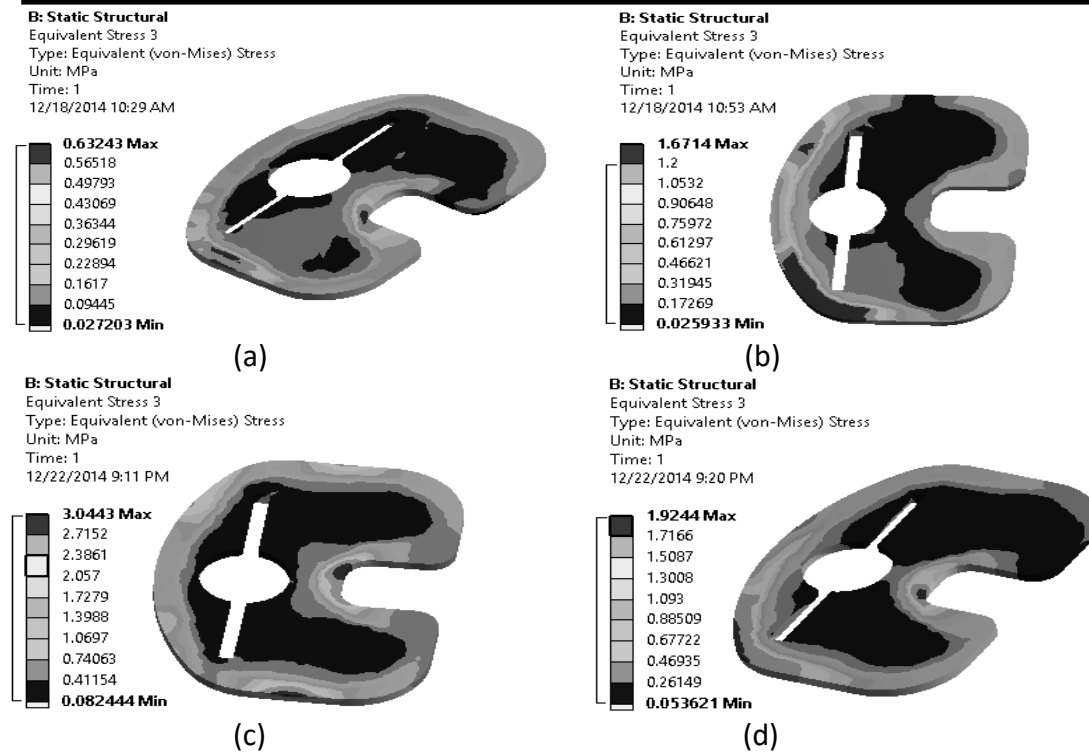 B: Static Structural
Equivalent Stress 3
Type: Equivalent (von-Mises) Stress
Unit: MPa
Time: 1
12/18/2014 10:29 AM
0.63243 Max
0.56518
0.49793
0.43069
0.36344
0.29619
0.22894
0.1617
0.09445
0.027203 Min
(a)
B: Static Structural
Equivalent Stress 3
Type: Equivalent (von-Mises) Stress
Unit: MPa
Time: 1
12/18/2014 10:53 AM
1.6714 Max
1.2
1.0532
0.90648
0.75972
0.61297
0.46621
0.31945
0.17269
0.025933 Min
(b)
B: Static Structural
Equivalent Stress 3
Type: Equivalent (von-Mises) Stress
Unit: MPa
Time: 1
12/22/2014 9:11 PM
3.0443 Max
2.7152
2.3861
2.057
1.7279
1.3988
1.0697
0.74063
0.41154
0.082444 Min
(c)
B: Static Structural
Equivalent Stress 3
Type: Equivalent (von-Mises) Stress
Unit: MPa
Time: 1
12/22/2014 9:20 PM
1.9244 Max
1.7166
1.5087
1.3008
1.093
0.88509
0.67722
0.46935
0.26149
0.053621 Min
(d)